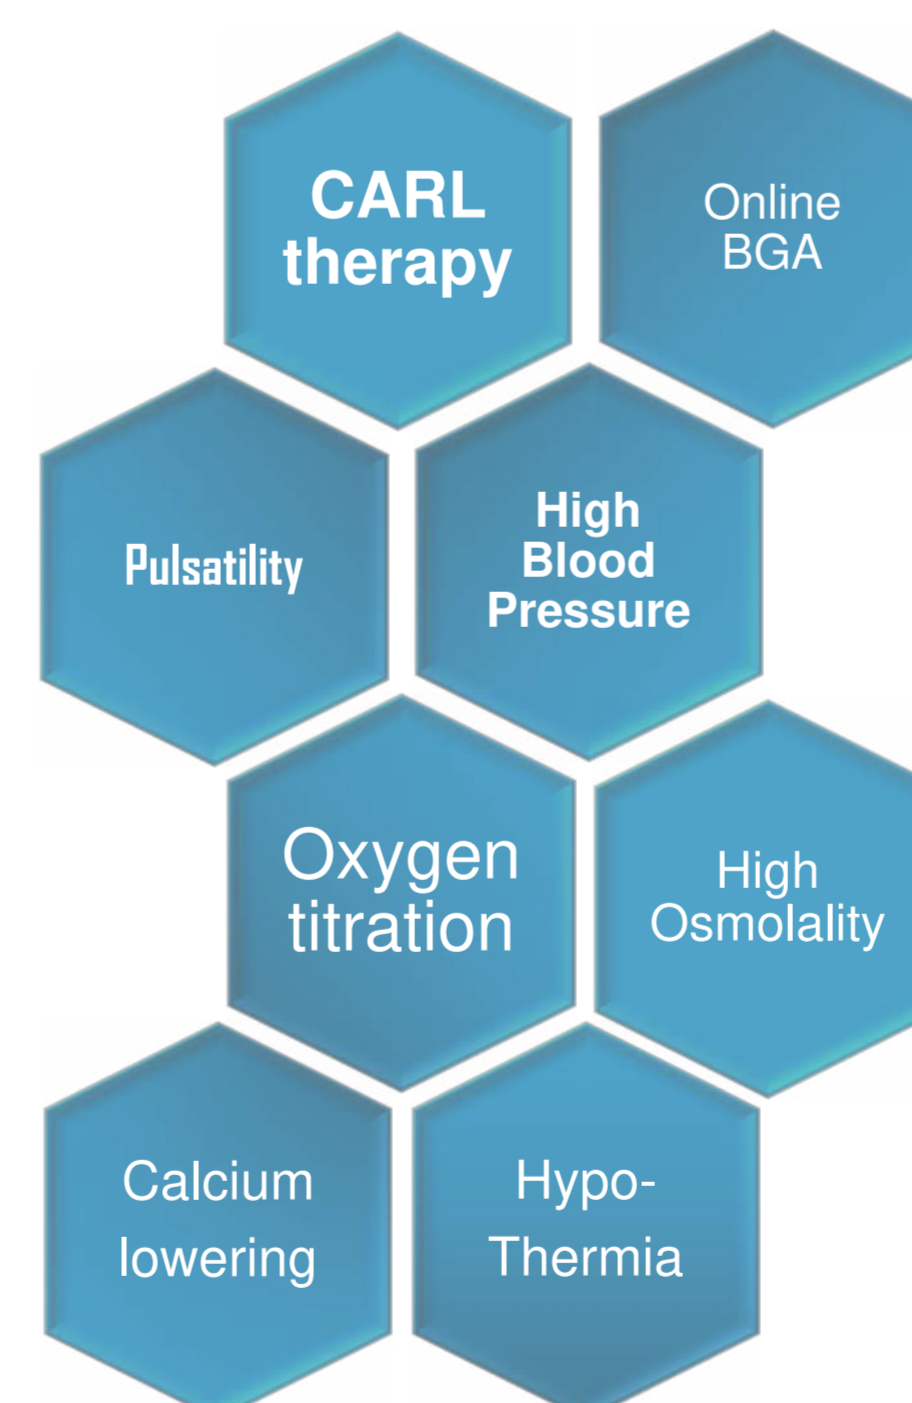 CARL
therapy
Online
BGA
Pulsatility
High
Blood
Pressure
Oxygen
titration
High
Osmolality
Calcium
lowering
Hypo-
Thermia